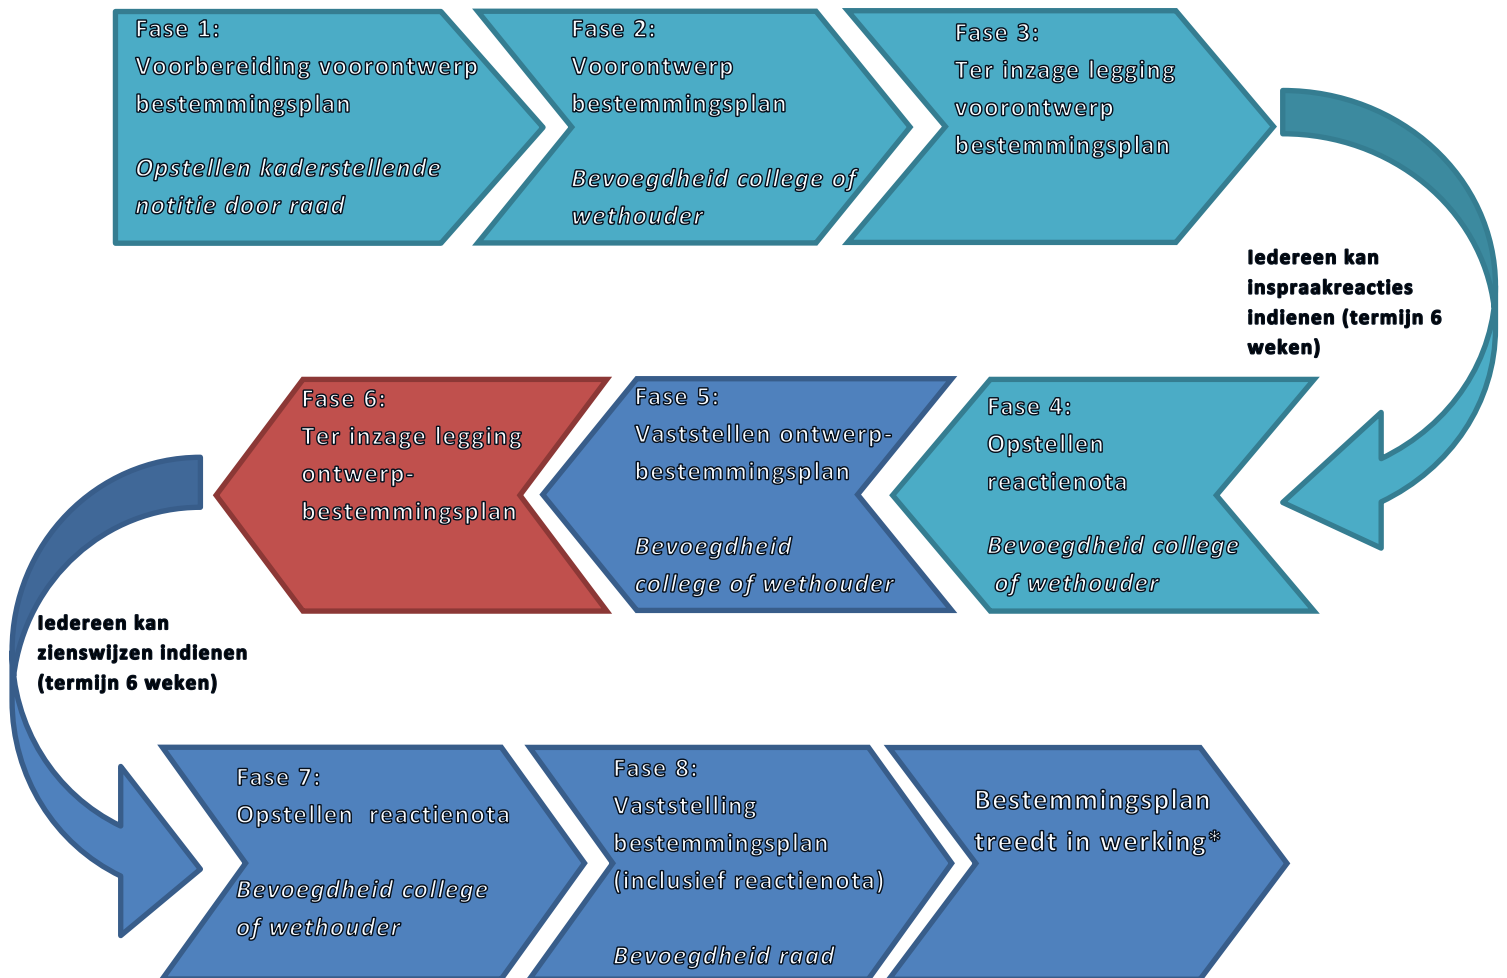 Fase 1:
Voorbereiding voorontwerp
bestemmingsplan
Opstellen kaderstellende
notitie door raad
Fase 2:
Voorontwerp
bestemmingsplan
Bevoegdheid college of
wethouder
Fase 3:
Ter inzage legging
voorontwerp
bestemmingsplan
Iedereen kan
inspraakreacties
indienen (termijn 6
weken)
Fase 4:
Opstellen
reactienota
Bevoegdheid college
of wethouder
Fase 5:
Vaststellen ontwerp-
bestemmingsplan
Bevoegdheid
college of wethouder
Fase 6:
Ter inzage legging
ontwerp-
bestemmingsplan
Iedereen kan
zienswijzen indienen
(termijn 6 weken)
Fase 7:
Opstellen reactienota
Bevoegdheid college
of wethouder
Fase 8:
Vaststelling
bestemmingsplan
(inclusief reactienota)
Bevoegdheid raad
Bestemmingsplan
treedt in werking*